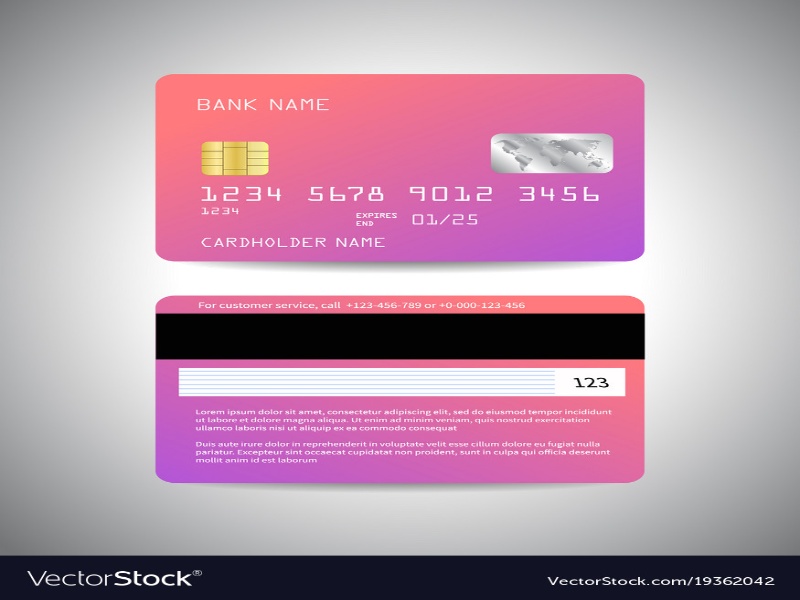 BANK NAME
1234 5678 9012 3456
1234
EXPIRES
END
01/25
CARDHOLDER NAME
For customer service, call +123-456-789 or +0-000-123-456
123
Lorem ipsum dolor sit amet, consectetur adipiscing elit, sed do eiusmod tempor incididunt
ut labore et dolore magna aliqua. Ut enim ad minim veniam, quis nostrud exercitation
ullamco laboris nisi ut aliquip ex ea commodo consequat
Duis aute irure dolor in reprehenderit in voluptate velit esse cillum dolore eu fugiat nulla
pariatur. Excepteur sint occaecat cupidatat non proident, sunt in culpa qui officia deserunt
mollit anim id est laborum
VectorStock®
VectorStock.com/19362042